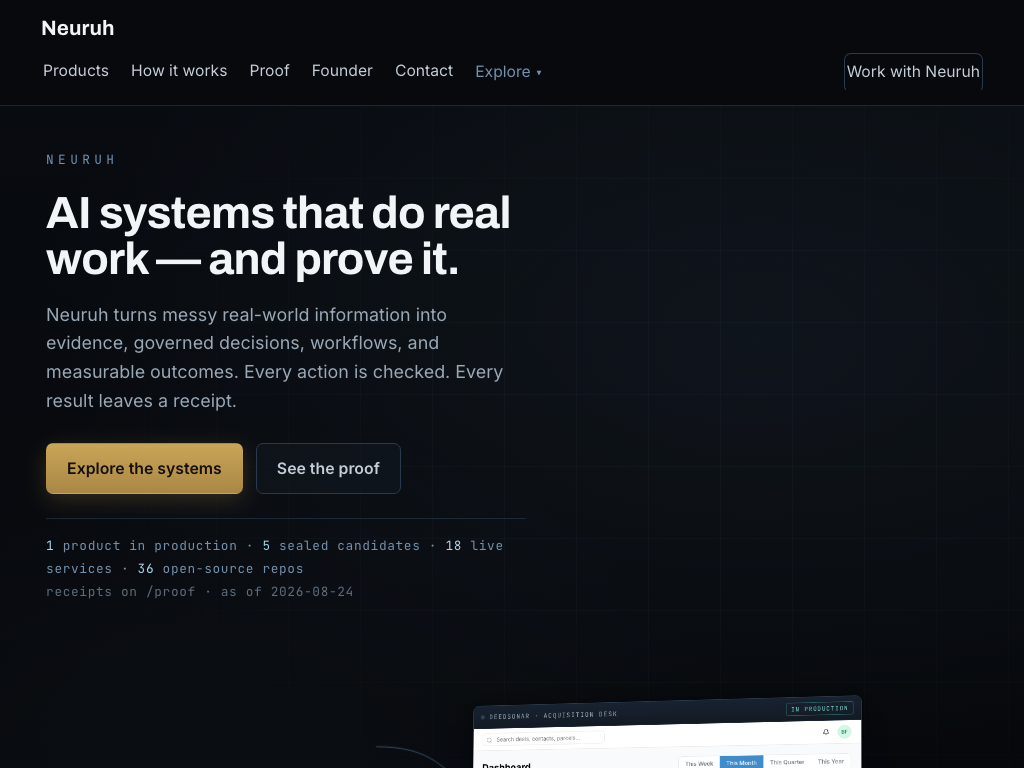 Neuruh
Products How it works Proof Founder Contact Explore ▾ Work with Neuruh
NEURUH
AI systems that do real
work — and prove it.
Neuruh turns messy real-world information into
evidence, governed decisions, workflows, and
measurable outcomes. Every action is checked. Every
result leaves a receipt.
Explore the systems See the proof
1 product in production · 5 sealed candidates · 18 live
services · 36 open-source repos
receipts on /proof · as of 2026-08-24
DEEDSONAR · ACQUISITION DESK IN PRODUCTION
Search deals, contacts, parcels...
Dashboard This Week This Month This Quarter This Year